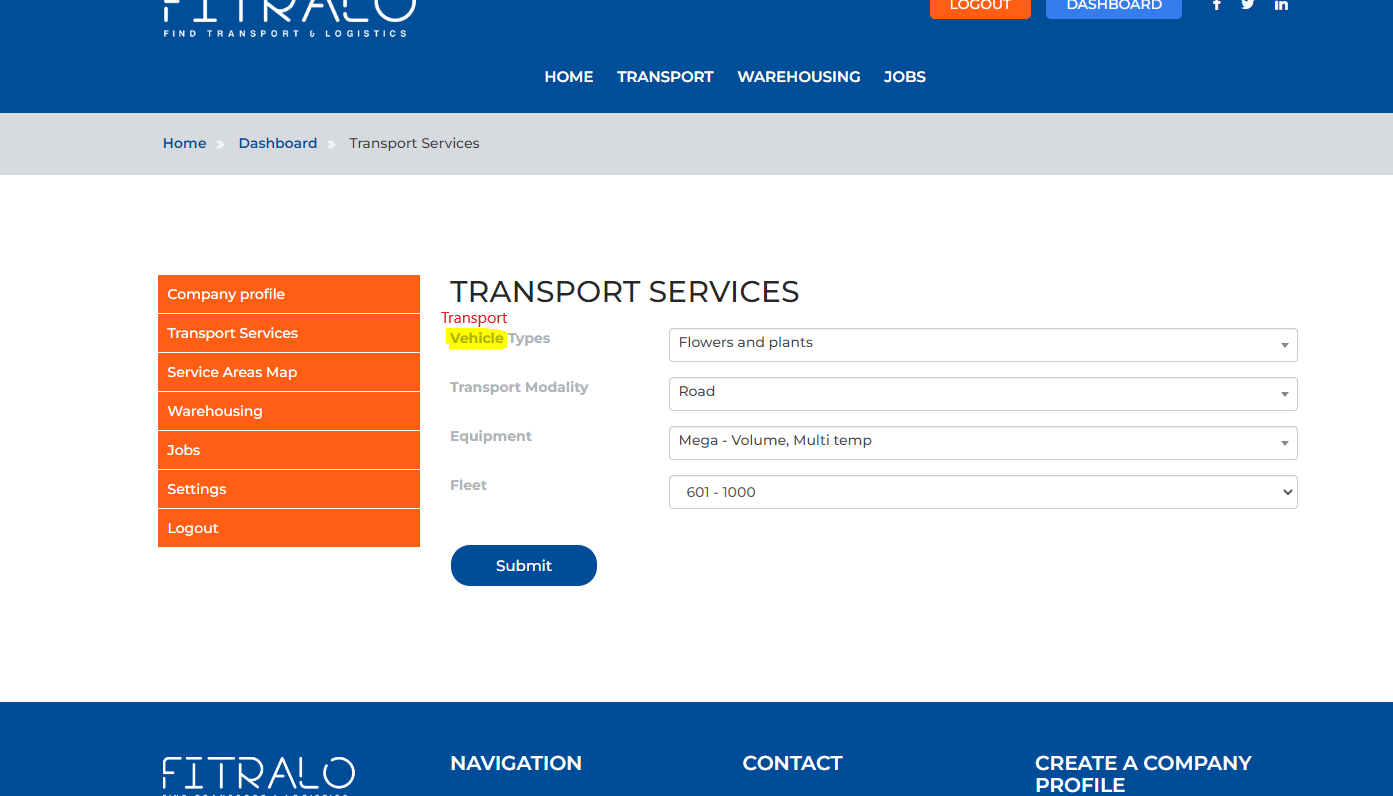 FITRALO
FIND TRANSPORT & LOGISTICS
LOGOUT
DASHBOARD
HOME
TRANSPORT
WAREHOUSING
JOBS
Home » Dashboard » Transport Services
Company profile
Transport Services
Service Areas Map
Warehousing
Jobs
Settings
Logout
TRANSPORT SERVICES
Transport
Vehicle Types
Flowers and plants
Transport Modality
Road
Equipment
Mega - Volume, Multi temp
Fleet
601 - 1000
Submit
FITRALO
NAVIGATION
CONTACT
CREATE A COMPANY
PROFILE